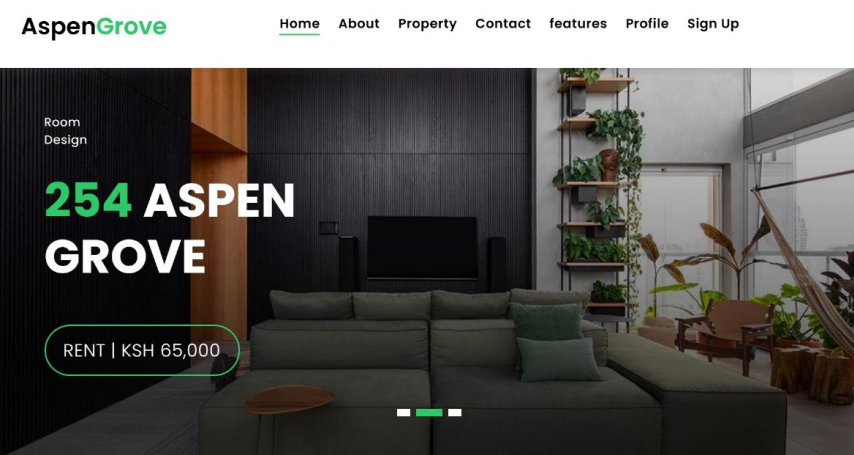 AspenGrove
Home About Property Contact features Profile Sign Up
Room
Design
254 ASPEN
GROVE
RENT | KSH 65,000